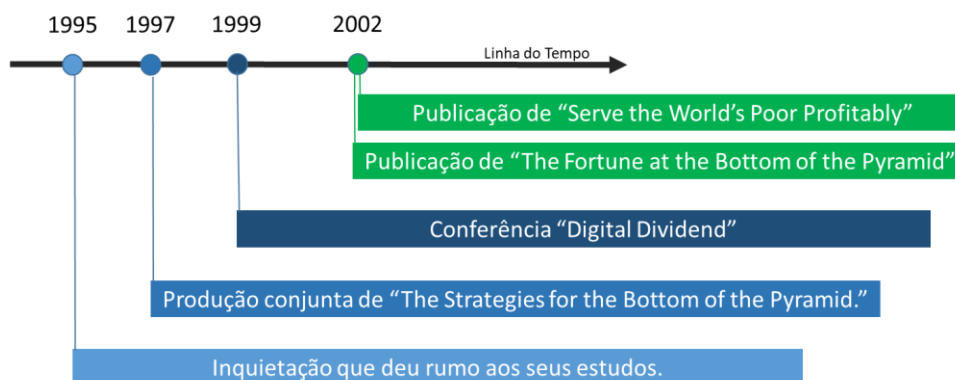 1995 1997 1999 2002
Linha do Tempo
Publicação de “Serve the World’s Poor Profitably”
Publicação de “The Fortune at the Bottom of the Pyramid”
Conferência “Digital Dividend”
Produção conjunta de “The Strategies for the Bottom of the Pyramid.”
Inquietação que deu rumo aos seus estudos.